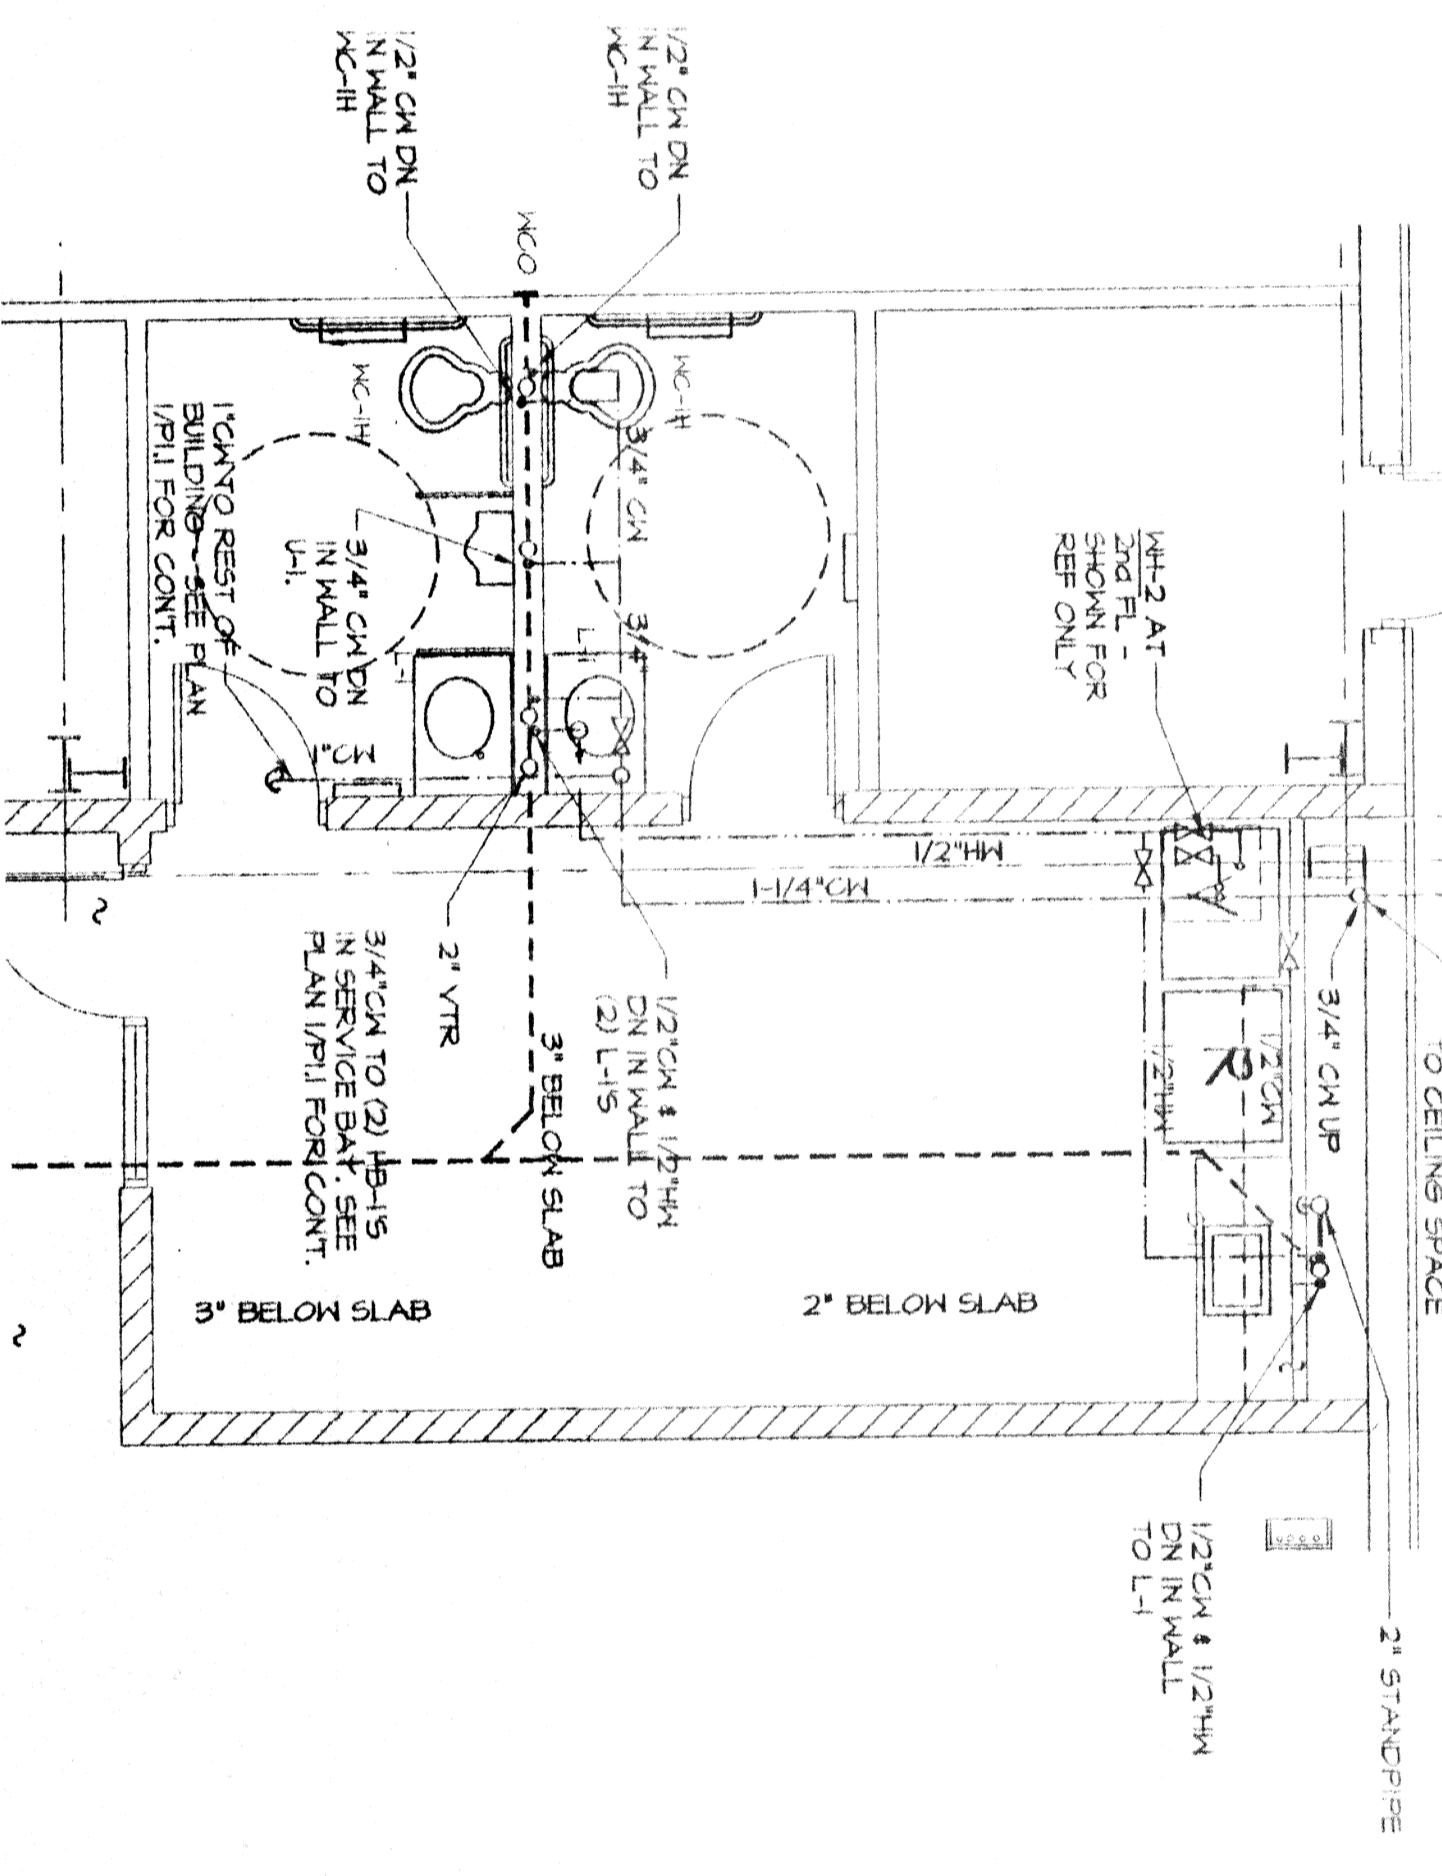 1/2" CW DN
IN WALL TO
WC-1H
1/2" CW DN
IN WALL TO
WC-1H
WCO
WC-1H
WC-1H
3/4" CW
3/4"
L-1
L-1
1" CW TO REST OF
BUILDING - SEE PLAN
1/P1.1 FOR CONT.
3/4" CW DN
IN WALL TO
U-1.
1" CW
WH-2 AT
2nd FL -
SHOWN FOR
REF ONLY
1/2"HW
1-1/4"CW
3/4" CW UP
TO CEILING SPACE
1/2"CW
1/2"HW
R
2" VTR
3/4"CW TO (2) HB-1'S
IN SERVICE BAY. SEE
PLAN 1/P1.1 FOR CONT.
1/2"CW & 1/2"HW
DN IN WALL TO
(2) L-1'S
3" BELOW SLAB
3" BELOW SLAB
2" BELOW SLAB
1/2"CW & 1/2"HW
DN IN WALL
TO L-1
2" STANDPIPE